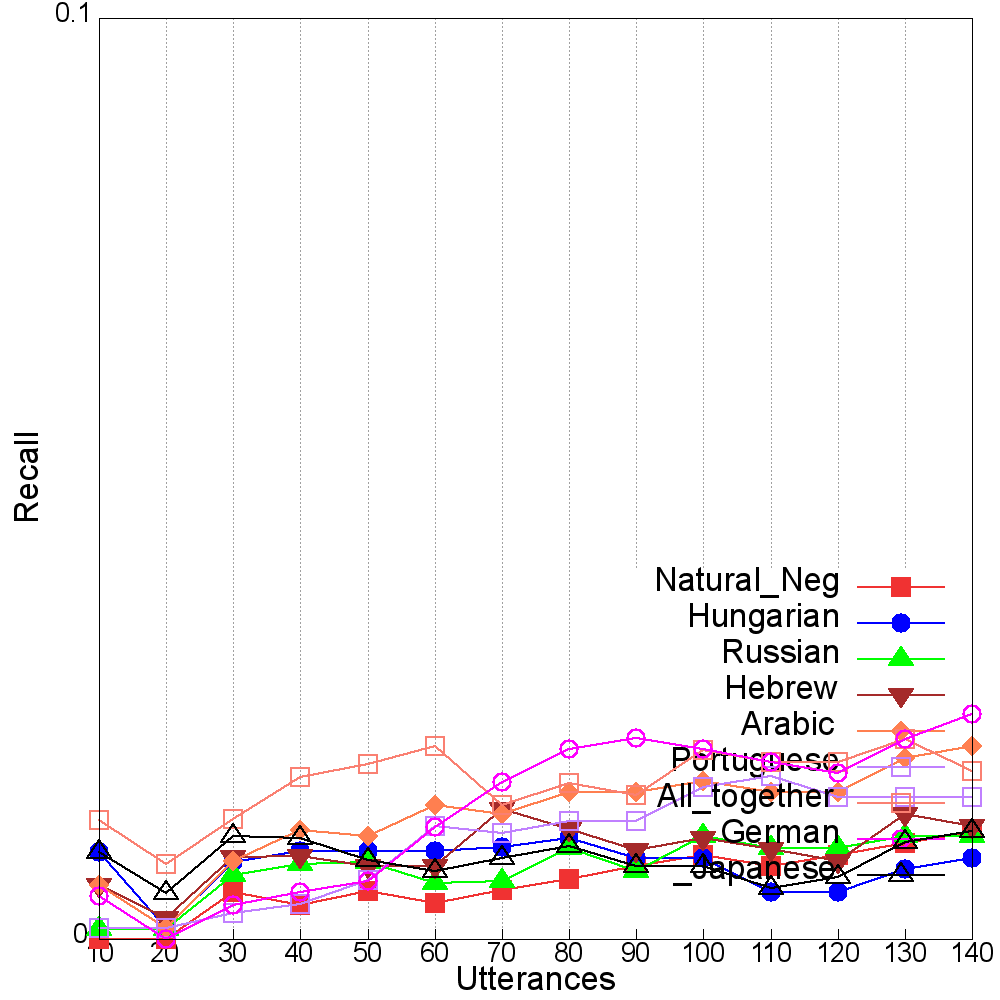 0.1
Recall
Natural_Neg
Hungarian
Russian
Hebrew
Arabic
Portuguese
All_together
German
_Japanese
0
10 20 30 40 50 60 70 80 90 100 110 120 130 140
Utterances